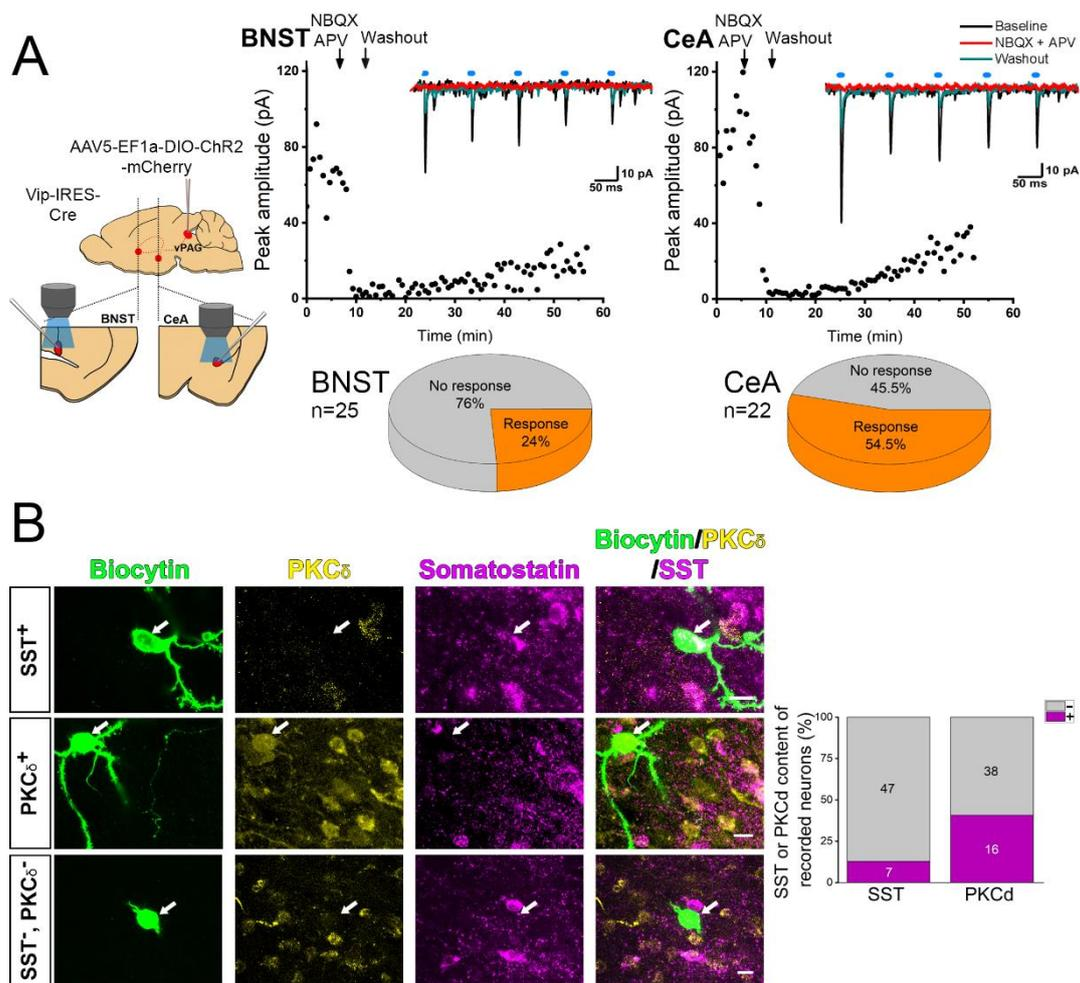 A
AAV5-EF1a-DIO-ChR2
-mCherry
Vip-IRES-
Cre
vPAG
BNST
CeA
BNST
NBQX
APV
Washout
Peak amplitude (pA)
120
80
40
0
0 10 20 30 40 50 60
Time (min)
10 pA
50 ms
CeA
NBQX
APV
Washout
Baseline
NBQX + APV
Washout
Peak amplitude (pA)
120
80
40
0
0 10 20 30 40 50 60
Time (min)
10 pA
50 ms
BNST
n=25
No response
76%
Response
24%
CeA
n=22
No response
45.5%
Response
54.5%
B
Biocytin
PKCδ
Somatostatin
Biocytin/PKCδ
/SST
SST+
PKCδ+
SST-, PKCδ-
SST or PKCd content of
recorded neurons (%)
100
75
50
25
0
47
7
38
16
SST
PKCd
-
+